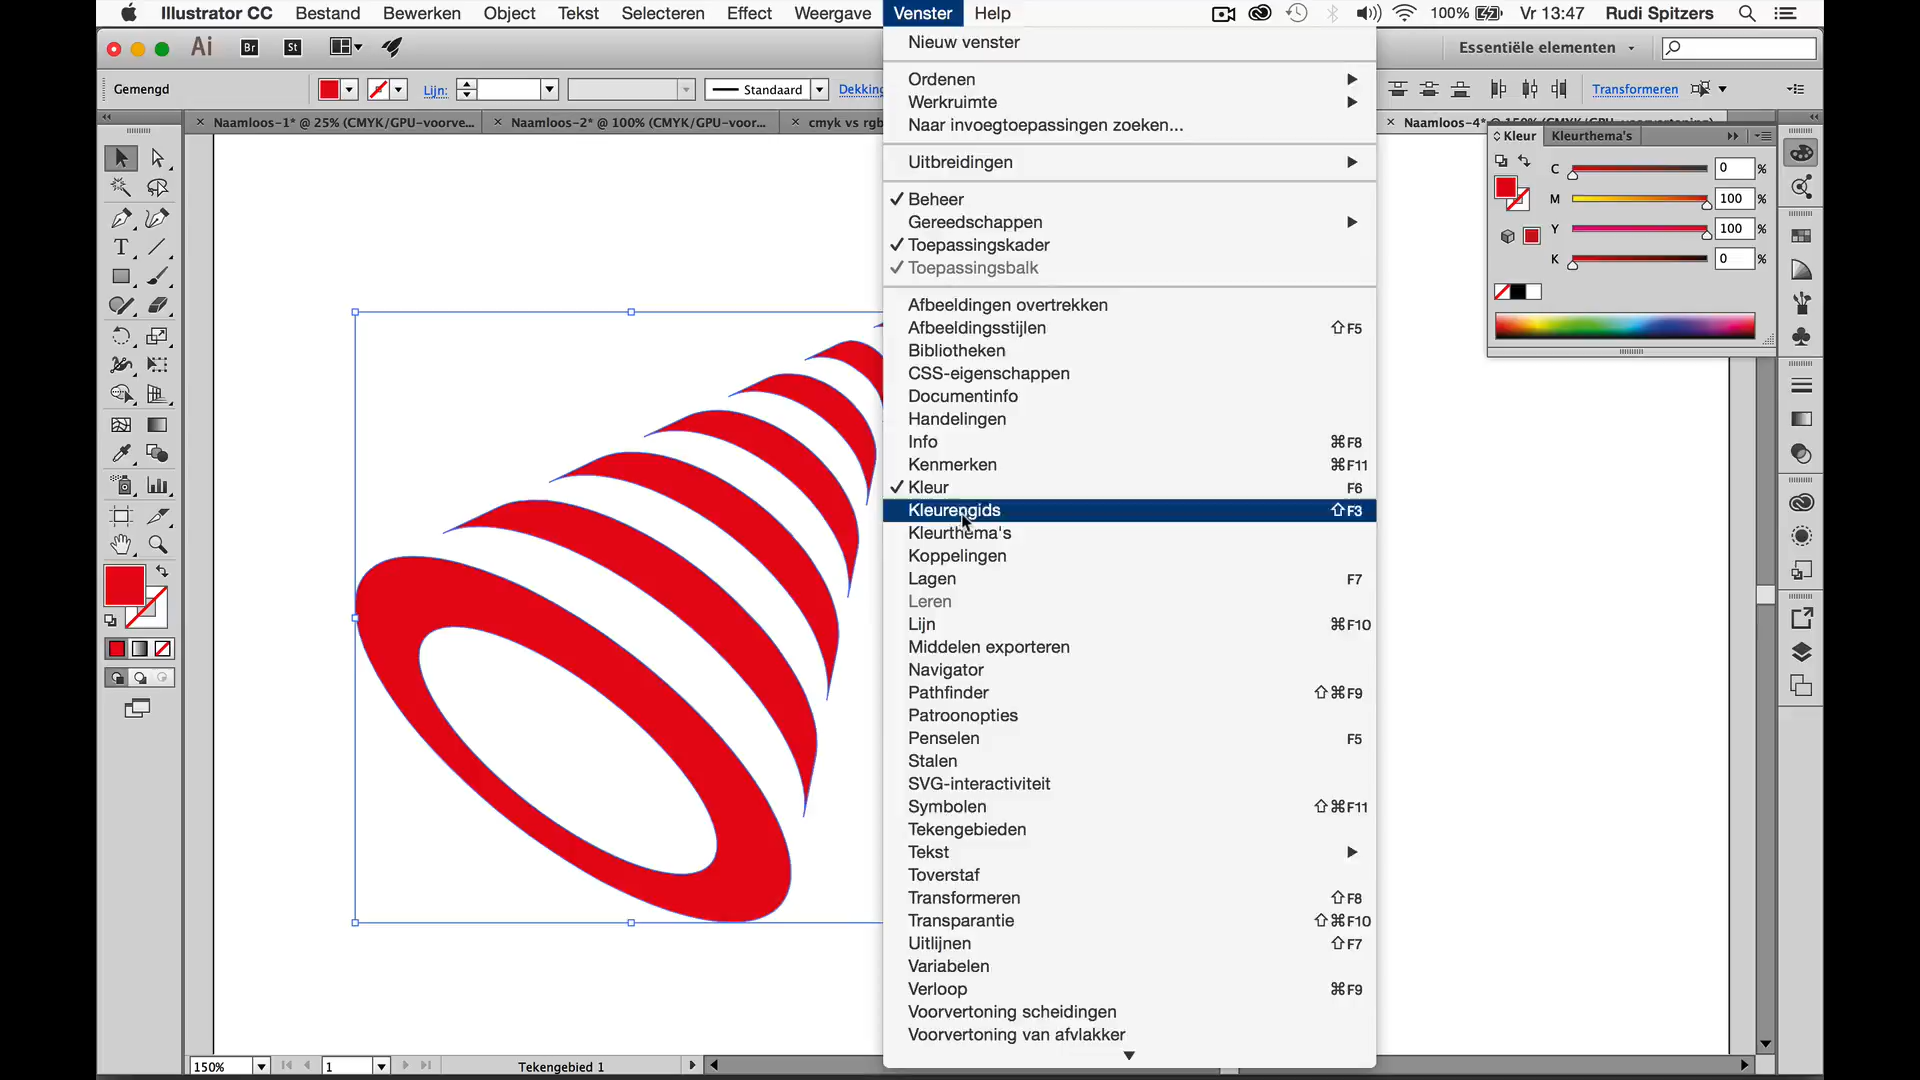 Illustrator CC Bestand Bewerken Object Tekst Selecteren Effect Weergave Venster Help 100% Vr 13:47 Rudi Spitzers
Ai Br St Essentiële elementen
Gemengd Lijn: Standaard Dekking Transformeren
Naamloos-1* @ 25% (CMYK/GPU-voorve... Naamloos-2* @ 100% (CMYK/GPU-voor... cmyk vs rgb Naamloos-4* @ 150% (CMYK/GPU-voorvertoning)
Nieuw venster
Ordenen
Werkruimte
Naar invoegtoepassingen zoeken...
Uitbreidingen
Beheer
Gereedschappen
Toepassingskader
Toepassingsbalk
Afbeeldingen overtrekken
Afbeeldingsstijlen ⇧F5
Bibliotheken
CSS-eigenschappen
Documentinfo
Handelingen
Info ⌘F8
Kenmerken ⌘F11
Kleur F6
Kleurengids ⇧F3
Kleurthema's
Koppelingen
Lagen F7
Leren
Lijn ⌘F10
Middelen exporteren
Navigator
Pathfinder ⇧⌘F9
Patroonopties
Penselen F5
Stalen
SVG-interactiviteit
Symbolen ⇧⌘F11
Tekengebieden
Tekst
Toverstaf
Transformeren ⇧F8
Transparantie ⇧⌘F10
Uitlijnen ⇧F7
Variabelen
Verloop ⌘F9
Voorvertoning scheidingen
Voorvertoning van afvlakker
Kleur Kleurthema's
C 0 %
M 100 %
Y 100 %
K 0 %
150% 1 Tekengebied 1